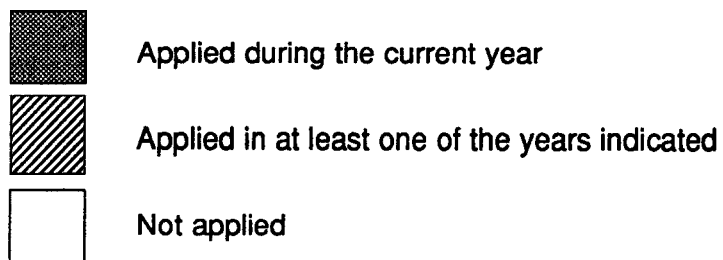 Applied during the current year
Applied in at least one of the years indicated
Not applied